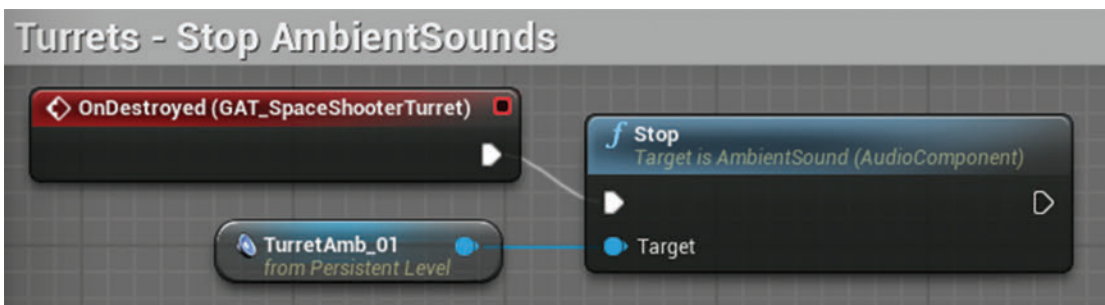 Turrets - Stop AmbientSounds
OnDestroyed (GAT_SpaceShooterTurret)
f Stop
Target is AmbientSound (AudioComponent)
TurretAmb_01
from Persistent Level
Target